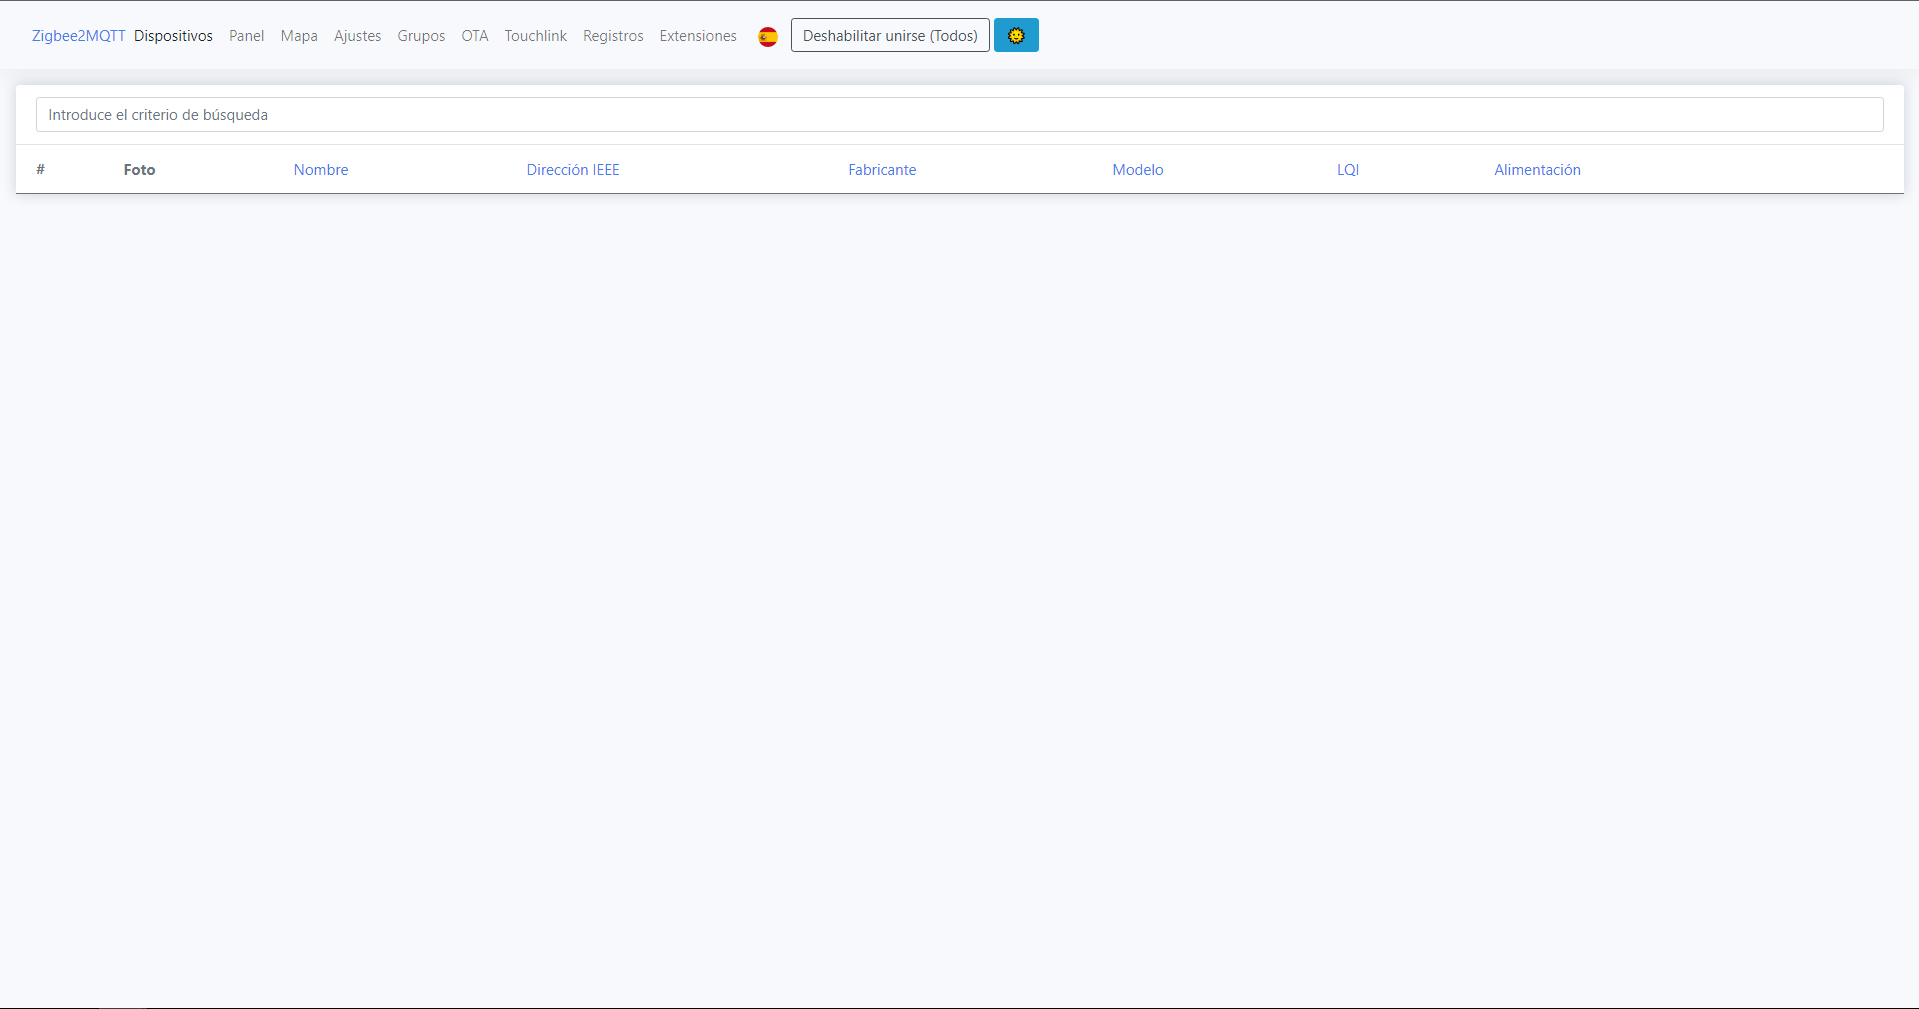 Zigbee2MQTT Dispositivos Panel Mapa Ajustes Grupos OTA Touchlink Registros Extensiones Deshabilitar unirse (Todos)
Introduce el criterio de búsqueda
# Foto Nombre Dirección IEEE Fabricante Modelo LQI Alimentación